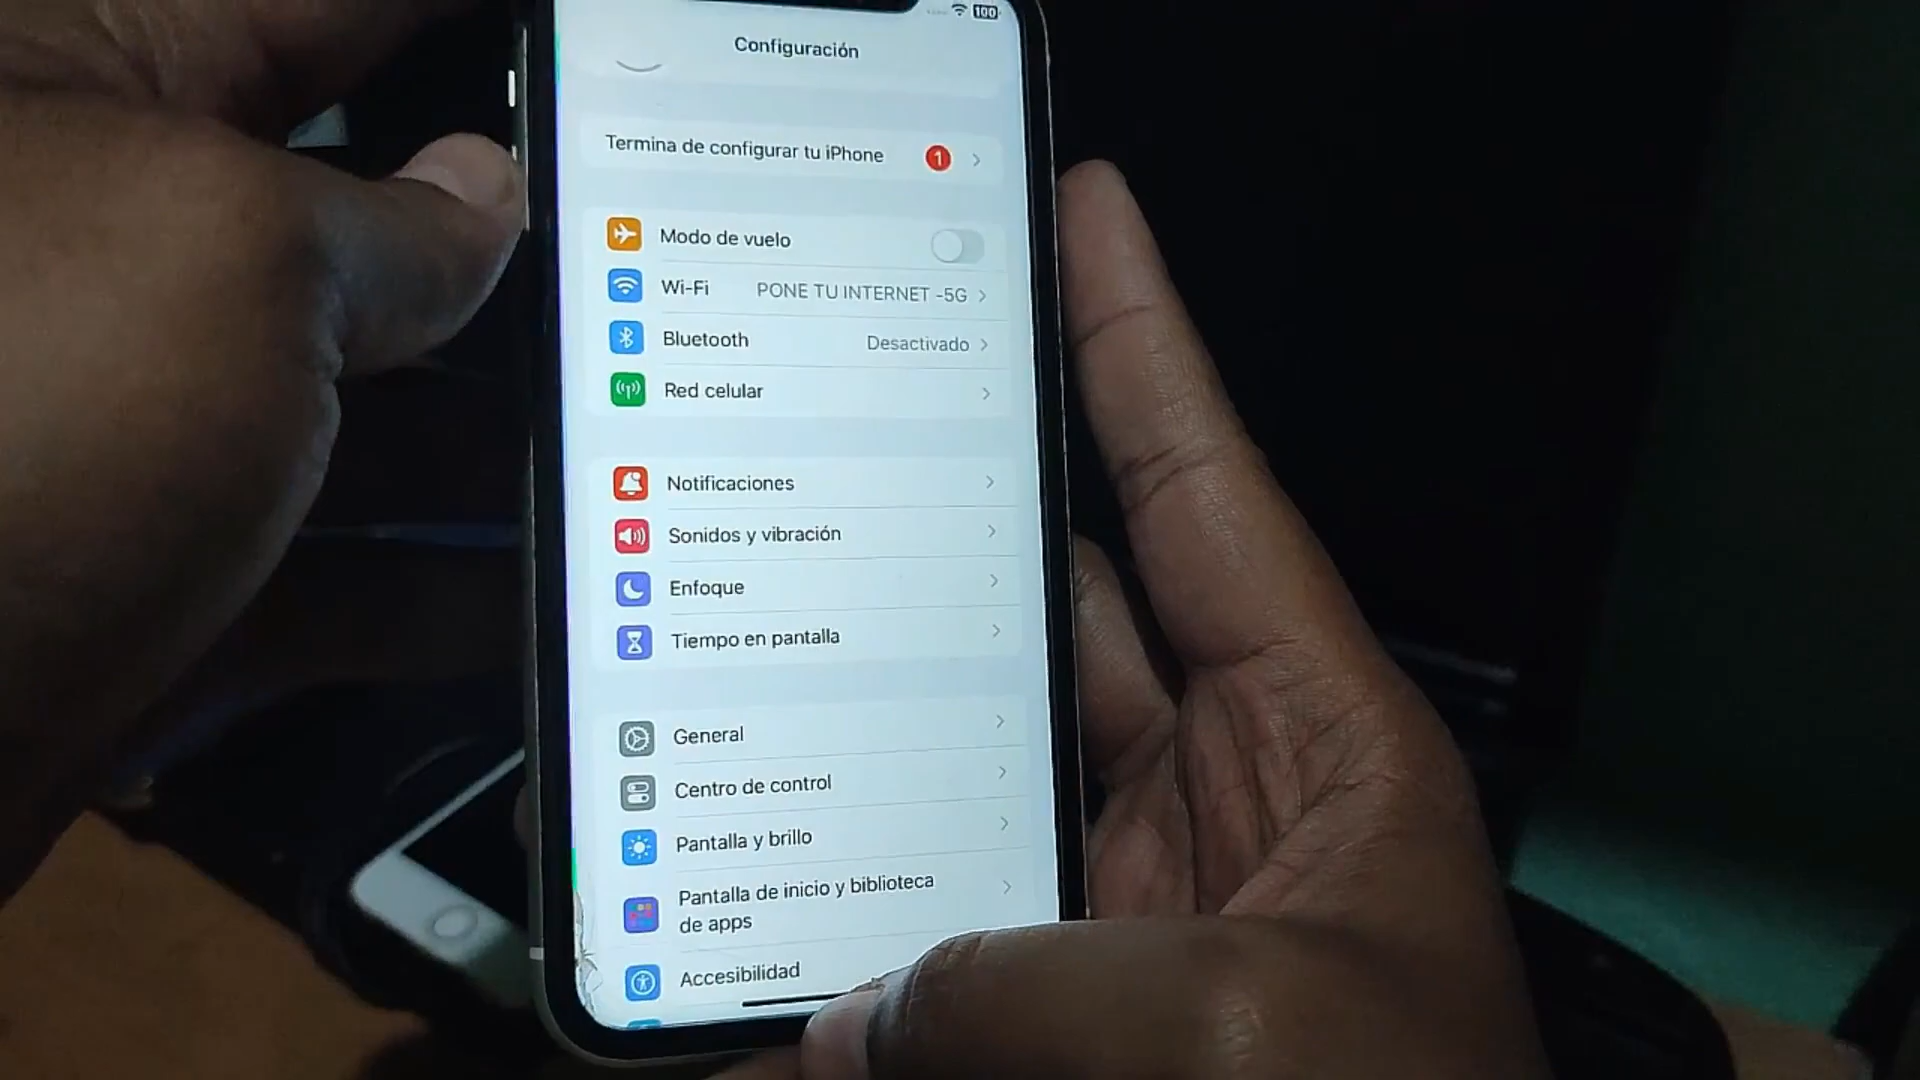 100
Configuración
Termina de configurar tu iPhone 1
Modo de vuelo
Wi-Fi PONE TU INTERNET -5G
Bluetooth Desactivado
Red celular
Notificaciones
Sonidos y vibración
Enfoque
Tiempo en pantalla
General
Centro de control
Pantalla y brillo
Pantalla de inicio y biblioteca
de apps
Accesibilidad